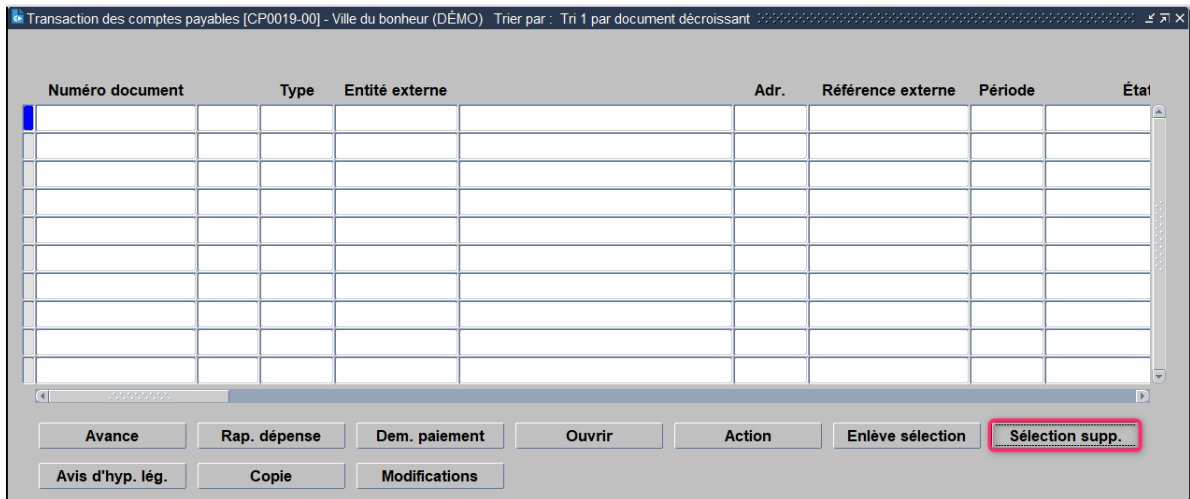 Transaction des comptes payables [CP0019-00] - Ville du bonheur (DÉMO) Trier par : Tri 1 par document décroissant
Numéro document Type Entité externe Adr. Référence externe Période État
Avance Rap. dépense Dem. paiement Ouvrir Action Enlève sélection Sélection supp.
Avis d'hyp. lég. Copie Modifications